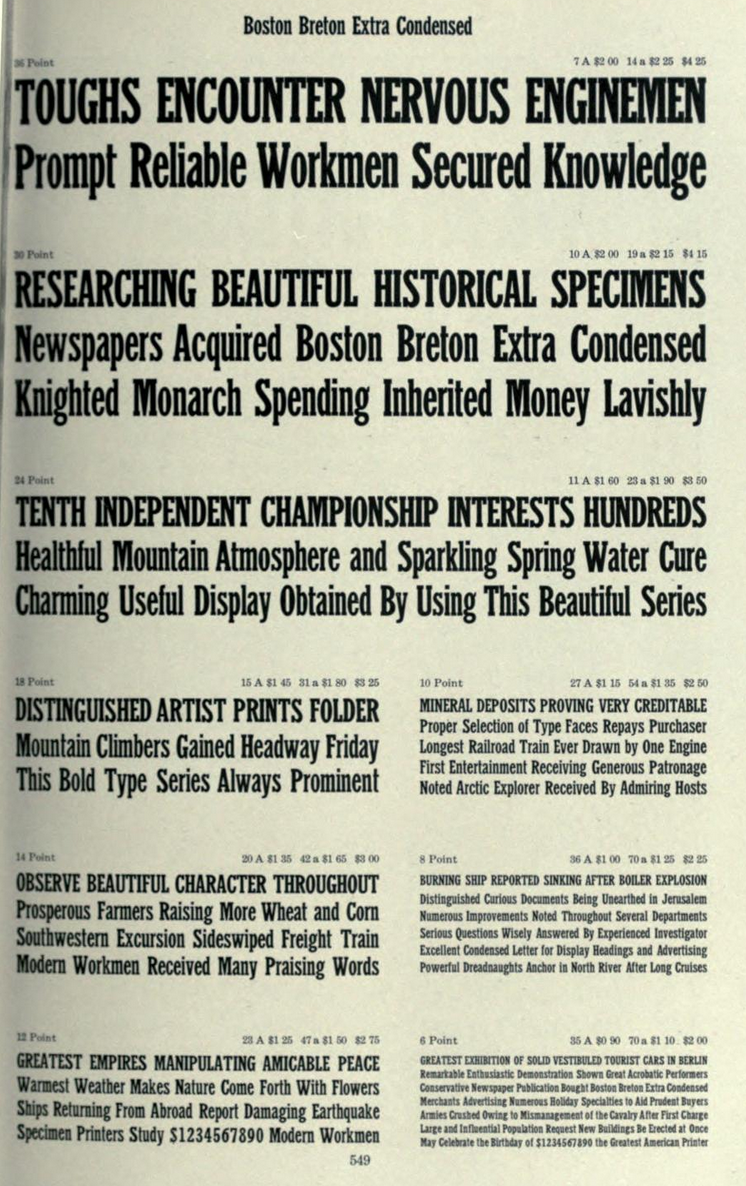 Boston Breton Extra Condensed
36 Point 7 A $2 00 14 a $2 25 $4 25
TOUGHS ENCOUNTER NERVOUS ENGINEMEN
Prompt Reliable Workmen Secured Knowledge
30 Point 10 A $2 00 19 a $2 15 $4 15
RESEARCHING BEAUTIFUL HISTORICAL SPECIMENS
Newspapers Acquired Boston Breton Extra Condensed
Knighted Monarch Spending Inherited Money Lavishly
24 Point 11 A $1 60 23 a $1 90 $3 50
TENTH INDEPENDENT CHAMPIONSHIP INTERESTS HUNDREDS
Healthful Mountain Atmosphere and Sparkling Spring Water Cure
Charming Useful Display Obtained By Using This Beautiful Series
18 Point 15 A $1 45 31 a $1 80 $3 25
DISTINGUISHED ARTIST PRINTS FOLDER
Mountain Climbers Gained Headway Friday
This Bold Type Series Always Prominent
14 Point 20 A $1 35 42 a $1 65 $3 00
OBSERVE BEAUTIFUL CHARACTER THROUGHOUT
Prosperous Farmers Raising More Wheat and Corn
Southwestern Excursion Sideswiped Freight Train
Modern Workmen Received Many Praising Words
12 Point 23 A $1 25 47 a $1 50 $2 75
GREATEST EMPIRES MANIPULATING AMICABLE PEACE
Warmest Weather Makes Nature Come Forth With Flowers
Ships Returning From Abroad Report Damaging Earthquake
Specimen Printers Study $1234567890 Modern Workmen
10 Point 27 A $1 15 54 a $1 35 $2 50
MINERAL DEPOSITS PROVING VERY CREDITABLE
Proper Selection of Type Faces Repays Purchaser
Longest Railroad Train Ever Drawn by One Engine
First Entertainment Receiving Generous Patronage
Noted Arctic Explorer Received By Admiring Hosts
8 Point 36 A $1 00 70 a $1 25 $2 25
BURNING SHIP REPORTED SINKING AFTER BOILER EXPLOSION
Distinguished Curious Documents Being Unearthed in Jerusalem
Numerous Improvements Noted Throughout Several Departments
Serious Questions Wisely Answered By Experienced Investigator
Excellent Condensed Letter for Display Headings and Advertising
Powerful Dreadnaughts Anchor in North River After Long Cruises
6 Point 35 A $0 90 70 a $1 10 $2 00
GREATEST EXHIBITION OF SOLID VESTIBULED TOURIST CARS IN BERLIN
Remarkable Enthusiastic Demonstration Shown Great Acrobatic Performers
Conservative Newspaper Publication Bought Boston Breton Extra Condensed
Merchants Advertising Numerous Holiday Specialties to Aid Prudent Buyers
Armies Crushed Owing to Mismanagement of the Cavalry After First Charge
Large and Influential Population Request New Buildings Be Erected at Once
May Celebrate the Birthday of $1234567890 the Greatest American Printer
549